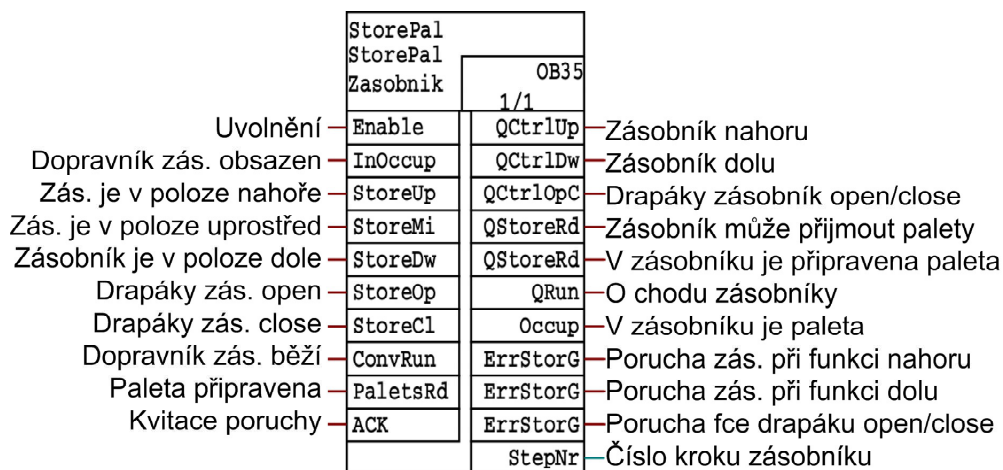 StorePal
StorePal
Zasobnik
OB35
1/1
Uvolnění Enable QCtrlUp Zásobník nahoru
Dopravník zás. obsazen InOccup QCtrlDw Zásobník dolu
Zás. je v poloze nahoře StoreUp QCtrlOpC Drapáky zásobník open/close
Zás. je v poloze uprostřed StoreMi QStoreRd Zásobník může přijmout palety
Zásobník je v poloze dole StoreDw QStoreRd V zásobníku je připravena paleta
Drapáky zás. open StoreOp QRun O chodu zásobníky
Drapáky zás. close StoreCl Occup V zásobníku je paleta
Dopravník zás. běží ConvRun ErrStorG Porucha zás. při funkci nahoru
Paleta připravena PaletsRd ErrStorG Porucha zás. při funkci dolu
Kvitace poruchy ACK ErrStorG Porucha fce drapáku open/close
StepNr Číslo kroku zásobníku